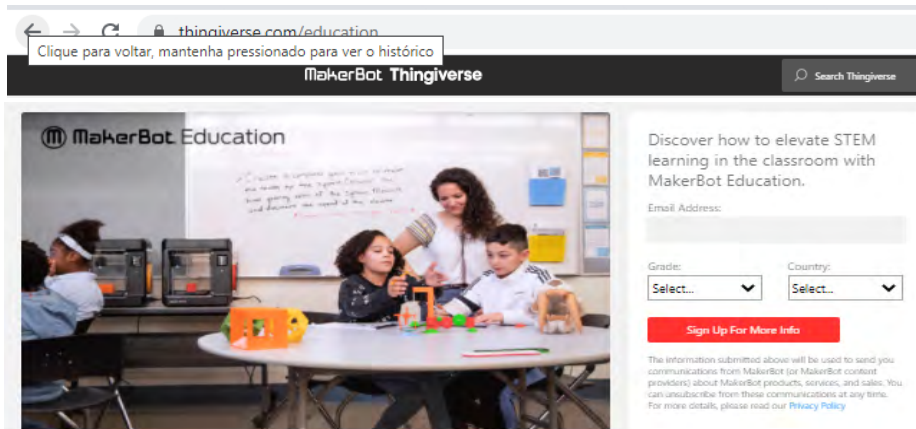 thingiverse.com/education
Clique para voltar, mantenha pressionado para ver o histórico
MakerBot Thingiverse
Search Thingiverse
MakerBot Education
Discover how to elevate STEM
learning in the classroom with
MakerBot Education.
Email Address:
Grade:
Country:
Select...
Select...
Sign Up For More Info
The information submitted above will be used to send you
communications from MakerBot (or MakerBot content
providers) about MakerBot products, services, and sales. You
can unsubscribe from these communications at any time.
For more details, please read our Privacy Policy